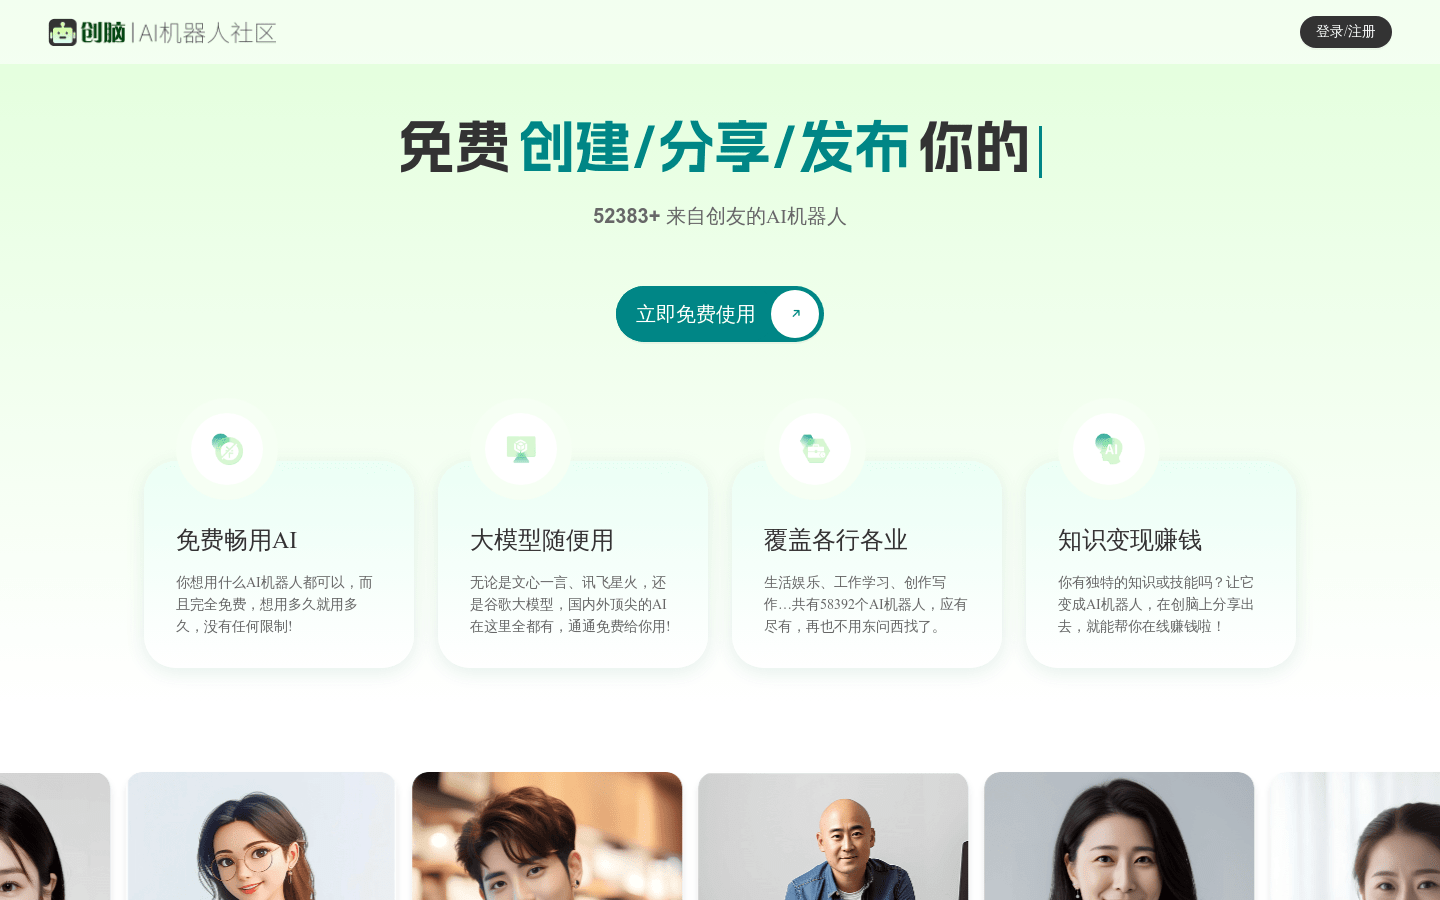 创脑 | AI机器人社区
登录/注册
免费 创建/分享/发布 你的
52383+ 来自创友的AI机器人
立即免费使用
AI
免费畅用AI
你想用什么AI机器人都可以，而
且完全免费，想用多久就用多
久，没有任何限制!
大模型随便用
无论是文心一言、讯飞星火，还
是谷歌大模型，国内外顶尖的AI
在这里全都有，通通免费给你用!
覆盖各行各业
生活娱乐、工作学习、创作写
作…共有58392个AI机器人，应有
尽有，再也不用东问西找了。
知识变现赚钱
你有独特的知识或技能吗？让它
变成AI机器人，在创脑上分享出
去，就能帮你在线赚钱啦！